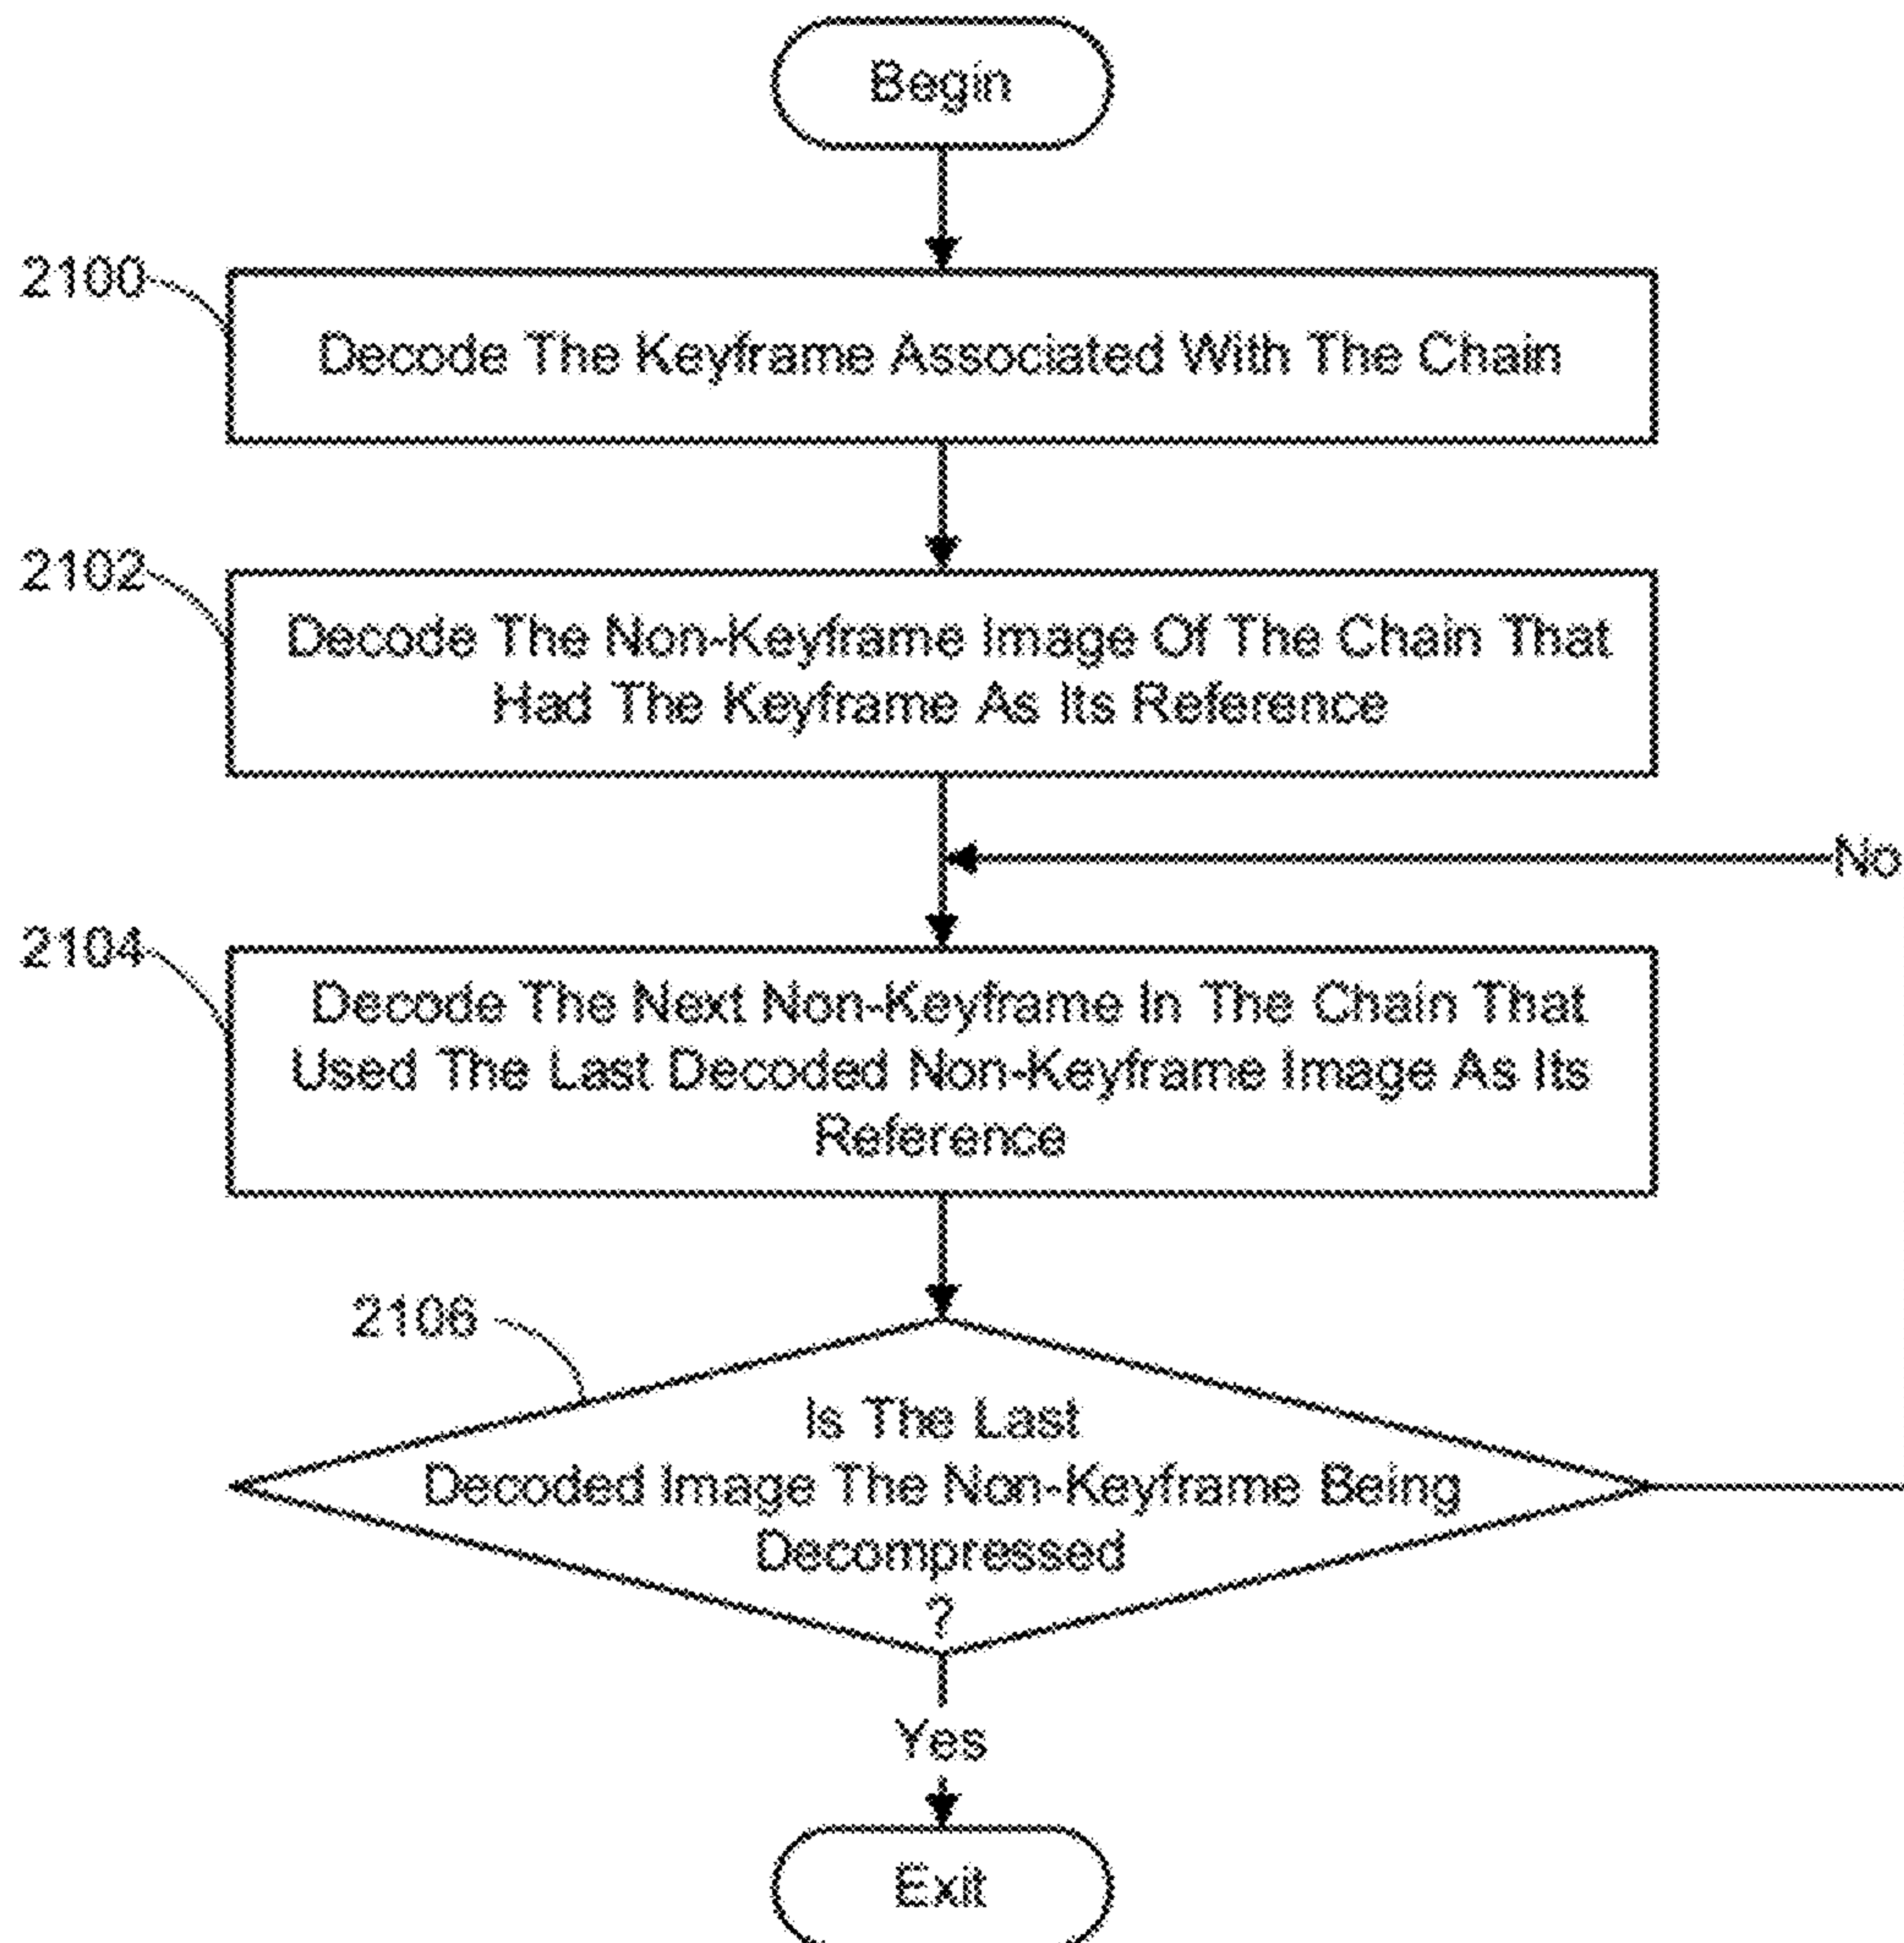 Begin
2100
Decode The Keyframe Associated With The Chain
2102
Decode The Non-Keyframe Image Of The Chain That
Had The Keyframe As Its Reference
No
2104
Decode The Next Non-Keyframe In The Chain That
Used The Last Decoded Non-Keyframe Image As Its
Reference
2106
Is The Last
Decoded Image The Non-Keyframe Being
Decompressed
?
Yes
Exit